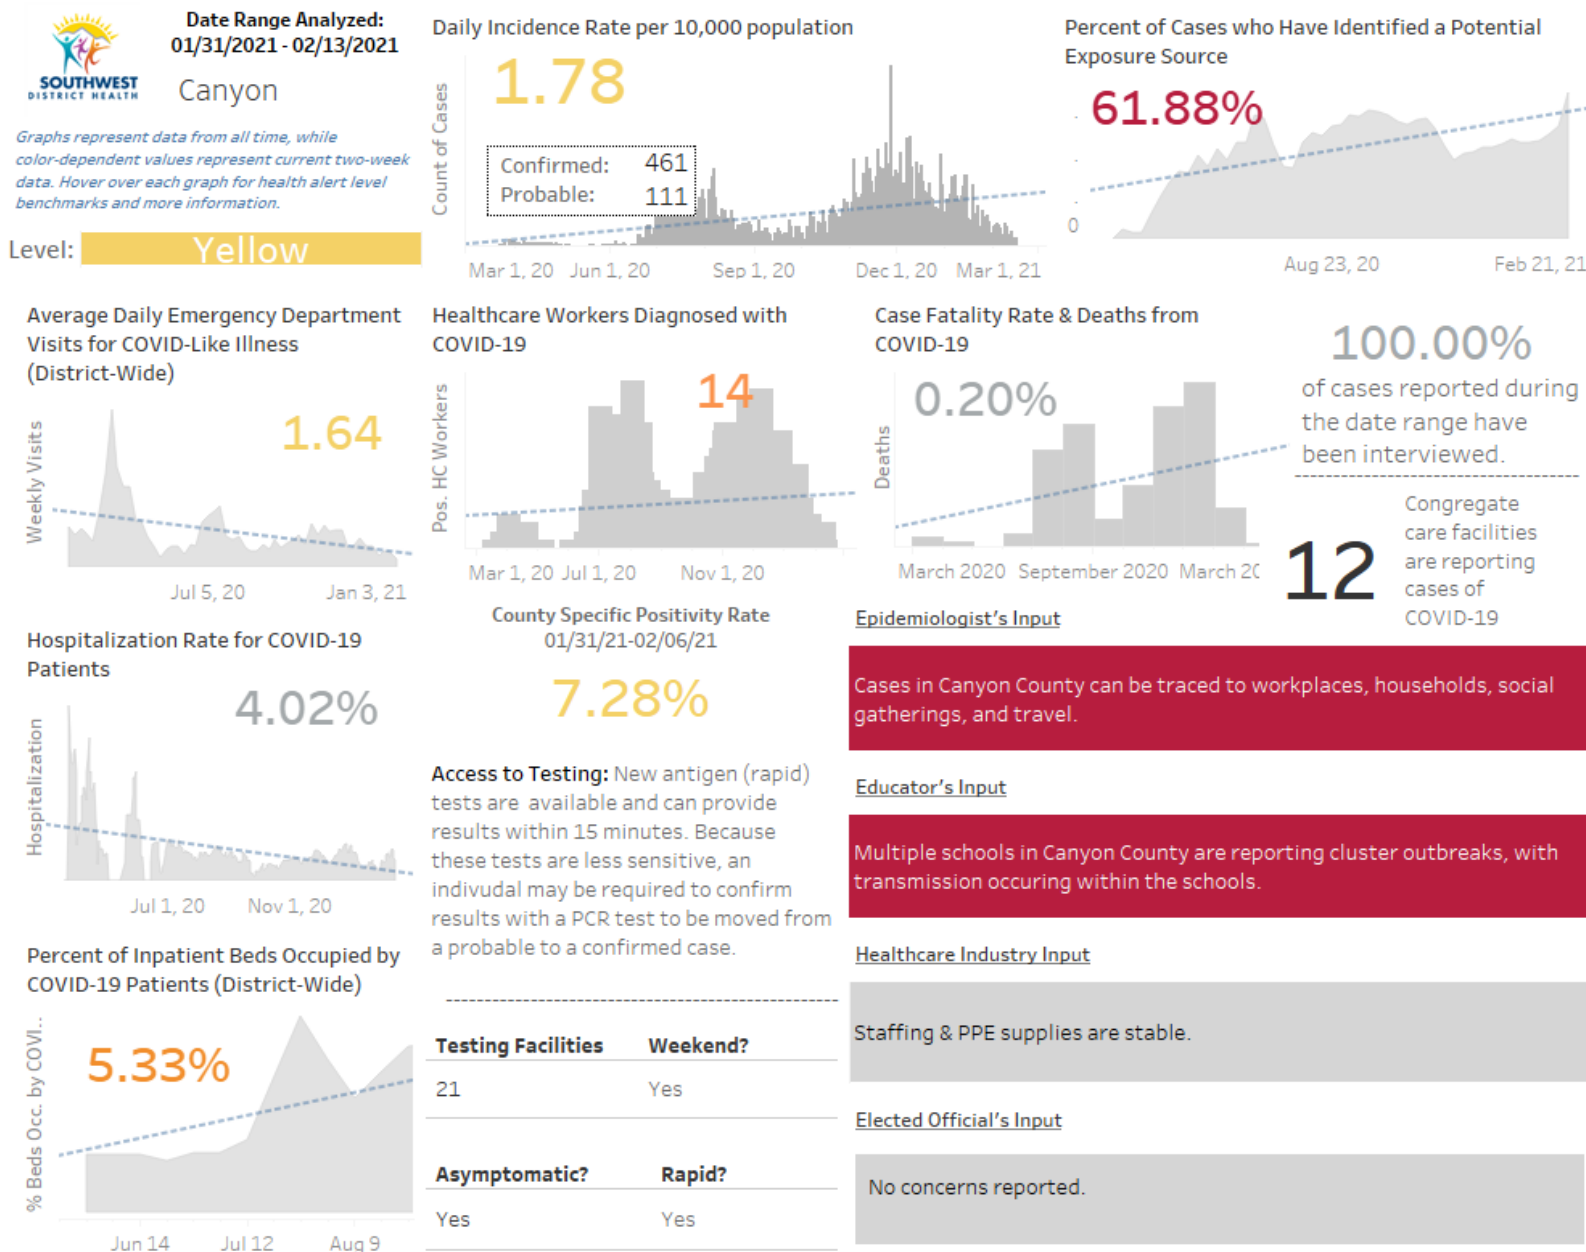 SOUTHWEST
DISTRICT HEALTH
Date Range Analyzed:
01/31/2021 - 02/13/2021
Canyon
Graphs represent data from all time, while
color-dependent values represent current two-week
data. Hover over each graph for health alert level
benchmarks and more information.
Level: Yellow
Daily Incidence Rate per 10,000 population
1.78
Count of Cases
Confirmed: 461
Probable: 111
Mar 1, 20 Jun 1, 20 Sep 1, 20 Dec 1, 20 Mar 1, 21
Percent of Cases who Have Identified a Potential
Exposure Source
61.88%
0
Aug 23, 20 Feb 21, 21
Average Daily Emergency Department
Visits for COVID-Like Illness
(District-Wide)
1.64
Weekly Visits
Jul 5, 20 Jan 3, 21
Healthcare Workers Diagnosed with
COVID-19
14
Pos. HC Workers
Mar 1, 20 Jul 1, 20 Nov 1, 20
Case Fatality Rate & Deaths from
COVID-19
0.20%
Deaths
March 2020 September 2020 March 20
100.00%
of cases reported during
the date range have
been interviewed.
12
Congregate
care facilities
are reporting
cases of
COVID-19
Hospitalization Rate for COVID-19
Patients
4.02%
Hospitalization
Jul 1, 20 Nov 1, 20
County Specific Positivity Rate
01/31/21-02/06/21
7.28%
Access to Testing: New antigen (rapid)
tests are available and can provide
results within 15 minutes. Because
these tests are less sensitive, an
indivudal may be required to confirm
results with a PCR test to be moved from
a probable to a confirmed case.
Epidemiologist's Input
Cases in Canyon County can be traced to workplaces, households, social
gatherings, and travel.
Educator's Input
Multiple schools in Canyon County are reporting cluster outbreaks, with
transmission occuring within the schools.
Healthcare Industry Input
Staffing & PPE supplies are stable.
Elected Official's Input
No concerns reported.
Percent of Inpatient Beds Occupied by
COVID-19 Patients (District-Wide)
5.33%
% Beds Occ. by COVI..
Jun 14 Jul 12 Aug 9
Testing Facilities Weekend?
21 Yes
Asymptomatic? Rapid?
Yes Yes